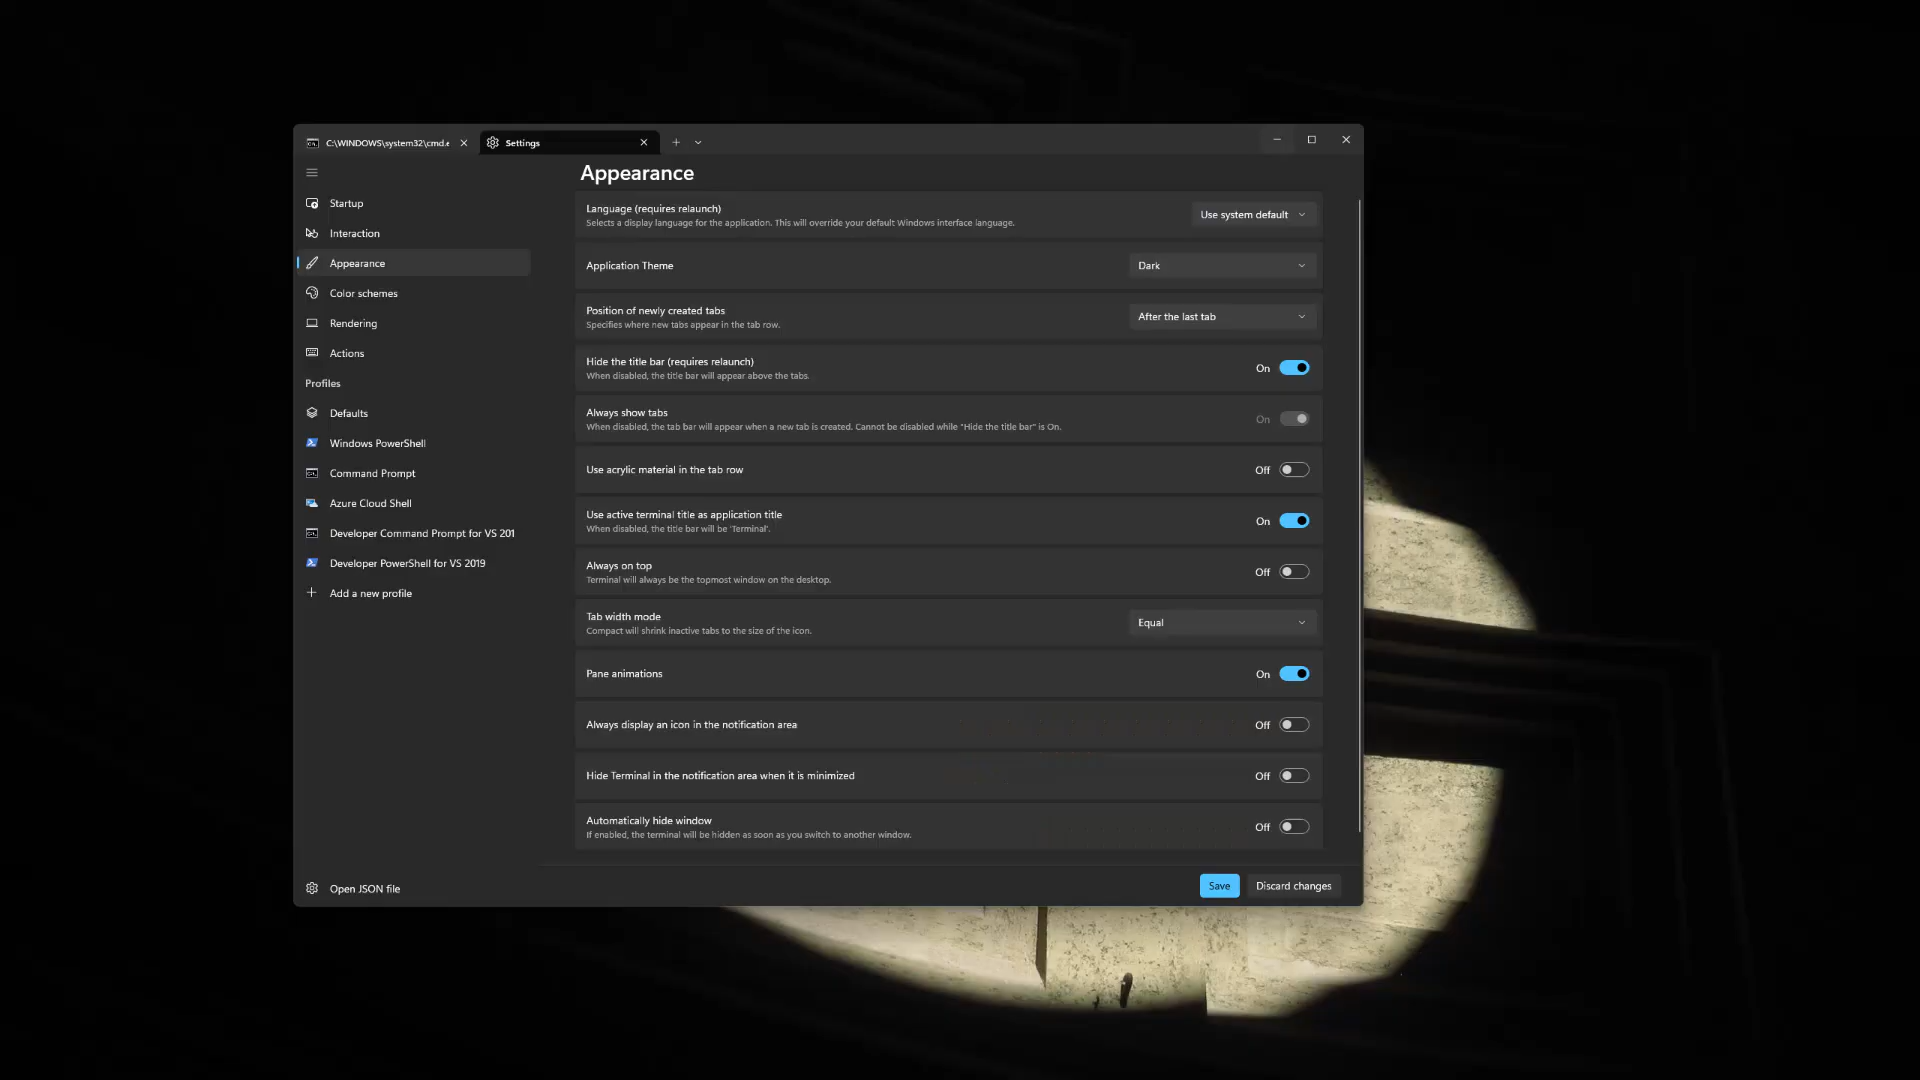 C:\WINDOWS\system32\cmd.e
Settings
Appearance
Startup
Interaction
Appearance
Color schemes
Rendering
Actions
Profiles
Defaults
Windows PowerShell
Command Prompt
Azure Cloud Shell
Developer Command Prompt for VS 201
Developer PowerShell for VS 2019
Add a new profile
Open JSON file
Language (requires relaunch)
Selects a display language for the application. This will override your default Windows interface language.
Use system default
Application Theme
Dark
Position of newly created tabs
Specifies where new tabs appear in the tab row.
After the last tab
Hide the title bar (requires relaunch)
When disabled, the title bar will appear above the tabs.
On
Always show tabs
When disabled, the tab bar will appear when a new tab is created. Cannot be disabled while "Hide the title bar" is On.
On
Use acrylic material in the tab row
Off
Use active terminal title as application title
When disabled, the title bar will be 'Terminal'.
On
Always on top
Terminal will always be the topmost window on the desktop.
Off
Tab width mode
Compact will shrink inactive tabs to the size of the icon.
Equal
Pane animations
On
Always display an icon in the notification area
Off
Hide Terminal in the notification area when it is minimized
Off
Automatically hide window
If enabled, the terminal will be hidden as soon as you switch to another window.
Off
Save
Discard changes